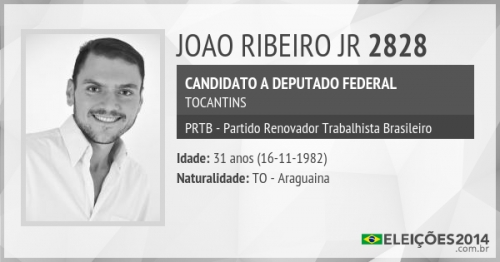 JOAO RIBEIRO JR 2828
CANDIDATO A DEPUTADO FEDERAL
TOCANTINS
PRTB - Partido Renovador Trabalhista Brasileiro
Idade: 31 anos (16-11-1982)
Naturalidade: TO - Araguaina
ELEIÇÕES2014
.com.br